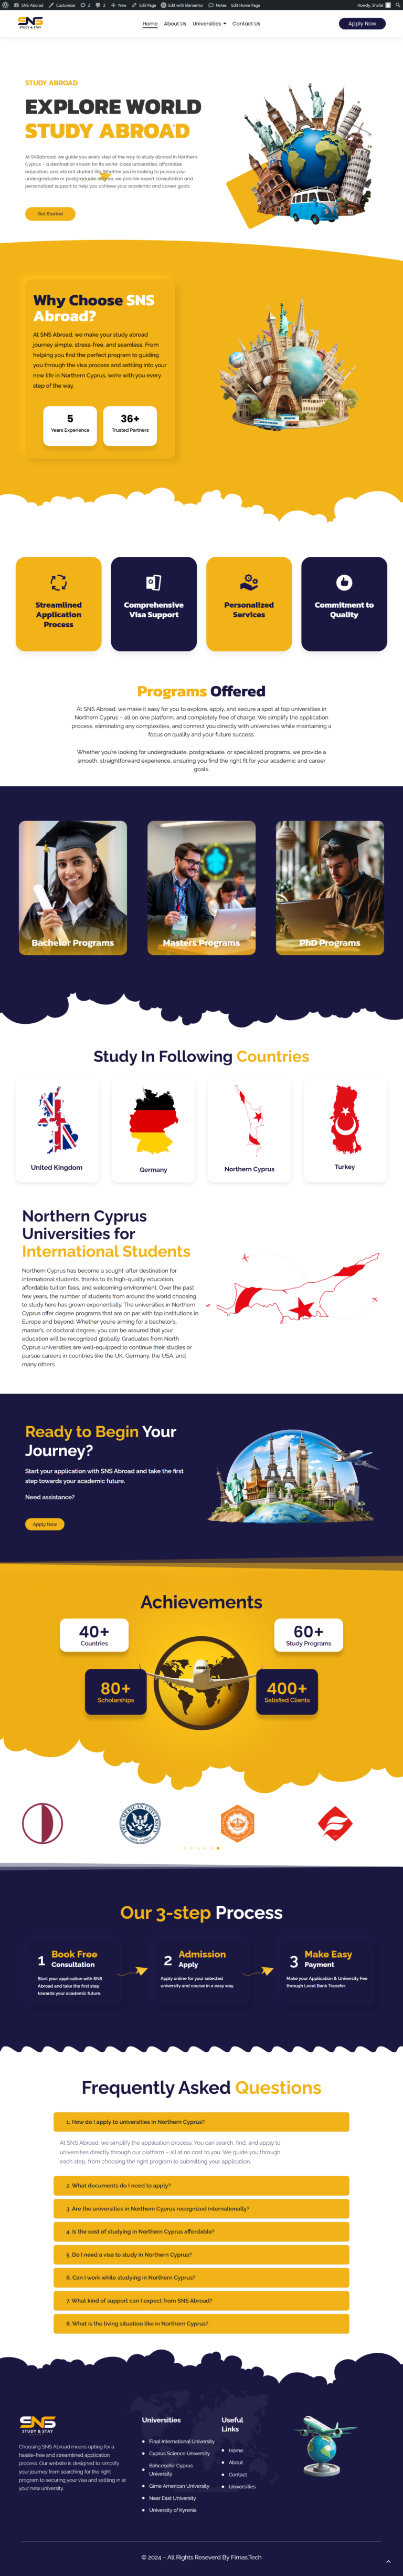 SNS Abroad Customize 2 2 New Edit Page Edit with Elementor Notes Edit Home Page Howdy, Shafai
SNS
STUDY & STAY
Home About Us Universities Contact Us Apply Now
STUDY ABROAD
EXPLORE WORLD
STUDY ABROAD
At SNSabroad, we guide you every step of the way to study abroad in Northern
Cyprus – a destination known for its world-class universities, affordable
education, and vibrant student life. Whether you're looking to pursue your
undergraduate or postgraduate studies, we provide expert consultation and
personalised support to help you achieve your academic and career goals
Get Started
Why Choose SNS
Abroad?
At SNS Abroad, we make your study abroad
journey simple, stress-free, and seamless. From
helping you find the perfect program to guiding
you through the visa process and settling into your
new life in Northern Cyprus, we're with you every
step of the way.
5
Years Experience
36+
Trusted Partners
Streamlined
Application
Process
Comprehensive
Visa Support
Personalized
Services
Commitment to
Quality
Programs Offered
At SNS Abroad, we make it easy for you to explore, apply, and secure a spot at top universities in
Northern Cyprus – all on one platform, and completely free of charge. We simplify the application
process, eliminating any complexities, and connect you directly with universities while maintaining a
focus on quality and your future success.
Whether you're looking for undergraduate, postgraduate, or specialized programs, we provide a
smooth, straightforward experience, ensuring you find the right fit for your academic and career
goals.
Bachelor Programs
Masters Programs
PhD Programs
Study In Following Countries
United Kingdom
Germany
Northern Cyprus
Turkey
Northern Cyprus
Universities for
International Students
Northern Cyprus has become a sought-after destination for
international students, thanks to its high-quality education,
affordable tuition fees, and welcoming environment. Over the past
few years, the number of students from around the world choosing
to study here has grown exponentially. The universities in Northern
Cyprus offer degree programs that are on par with top institutions in
Europe and beyond. Whether you're aiming for a bachelor's,
master's, or doctoral degree, you can be assured that your
education will be recognized globally. Graduates from North
Cyprus universities are well-equipped to continue their studies or
pursue careers in countries like the UK, Germany, the USA, and
many others.
Ready to Begin Your
Journey?
Start your application with SNS Abroad and take the first
step towards your academic future.
Need assistance?
Apply Now
Achievements
40+
Countries
60+
Study Programs
80+
Scholarships
400+
Satisfied Clients
Our 3-step Process
1 Book Free
Consultation
Start your application with SNS
Abroad and take the first step
towards your academic future.
2 Admission
Apply
Apply online for your selected
university and course in a easy way.
3 Make Easy
Payment
Make your Application & University Fee
through Local Bank Transfer
Frequently Asked Questions
1. How do I apply to universities in Northern Cyprus?
At SNS Abroad, we simplify the application process. You can search, find, and apply to
universities directly through our platform – all at no cost to you. We guide you through
each step, from choosing the right program to submitting your application.
2. What documents do I need to apply?
3. Are the universities in Northern Cyprus recognized internationally?
4. Is the cost of studying in Northern Cyprus affordable?
5. Do I need a visa to study in Northern Cyprus?
6. Can I work while studying in Northern Cyprus?
7. What kind of support can I expect from SNS Abroad?
8. What is the living situation like in Northern Cyprus?
SNS
STUDY & STAY
Choosing SNS Abroad means opting for a
hassle-free and streamlined application
process. Our website is designed to simplify
your journey from searching for the right
program to securing your visa and settling in at
your new university.
Universities
Final International University
Cyprus Science University
Bahcesehir Cyprus
University
Girne American University
Near East University
University of Kyrenia
Useful
Links
Home
About
Contact
Universities
© 2024 – All Rights Reseverd By FirnasTech